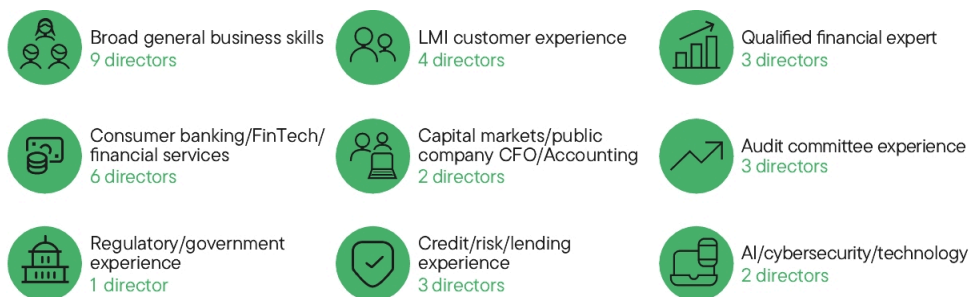 Broad general business skills
9 directors
LMI customer experience
4 directors
Qualified financial expert
3 directors
Consumer banking/FinTech/
financial services
6 directors
Capital markets/public
company CFO/Accounting
2 directors
Audit committee experience
3 directors
Regulatory/government
experience
1 director
Credit/risk/lending
experience
3 directors
AI/cybersecurity/technology
2 directors